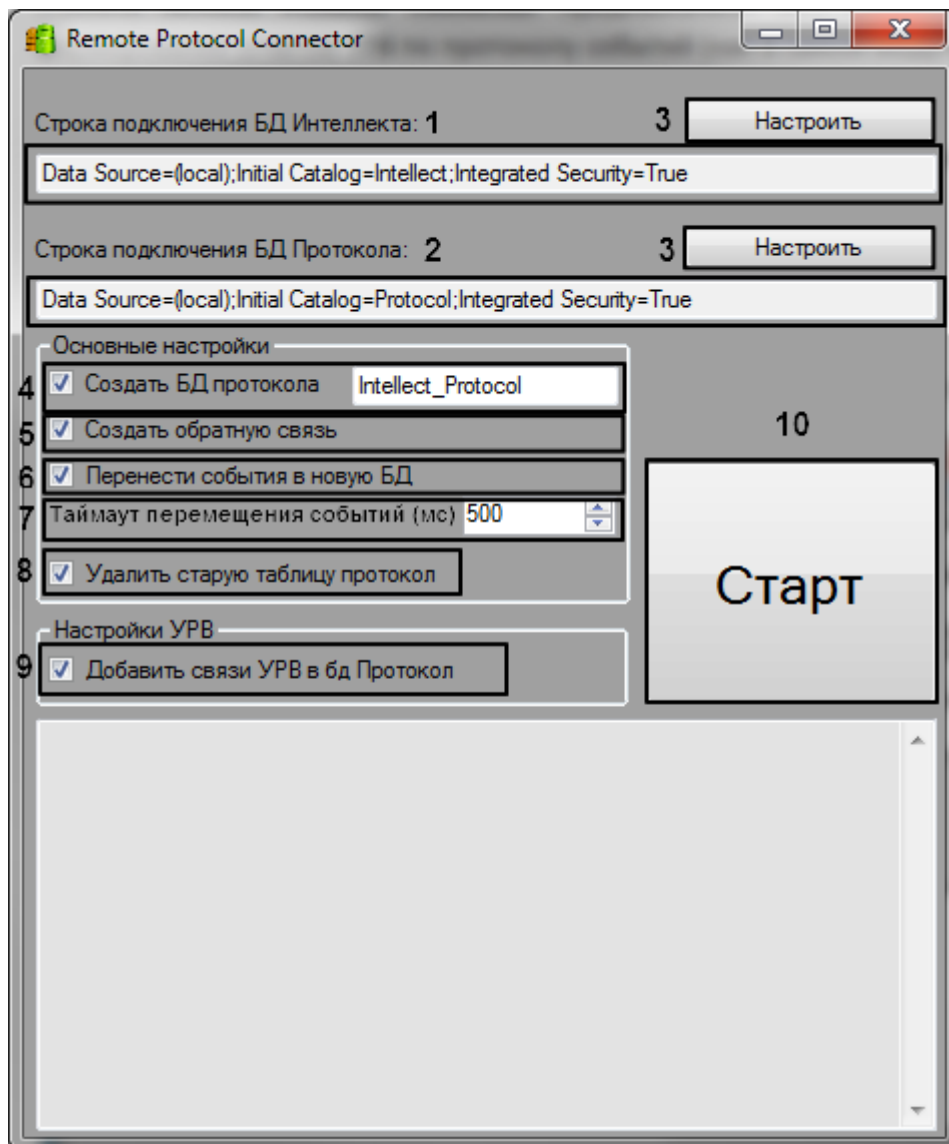 Remote Protocol Connector
Строка подключения БД Интеллекта: 1 3 Настроить
Data Source=(local);Initial Catalog=Intellect;Integrated Security=True
Строка подключения БД Протокола: 2 3 Настроить
Data Source=(local);Initial Catalog=Protocol;Integrated Security=True
Основные настройки
4 Создать БД протокола Intellect_Protocol
5 Создать обратную связь
6 Перенести события в новую БД
7 Таймаут перемещения событий (мс) 500
8 Удалить старую таблицу протокол
Настройки УРВ
9 Добавить связи УРВ в бд Протокол
10
Старт